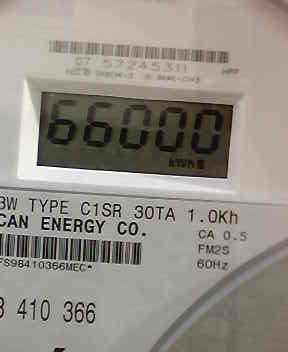 07 57245311
66000
kWh
3W TYPE C1SR 30TA 1.0Kh
CAN ENERGY CO.
CA 0.5
FM2S
60Hz
FS98410366MEC*
3 410 366